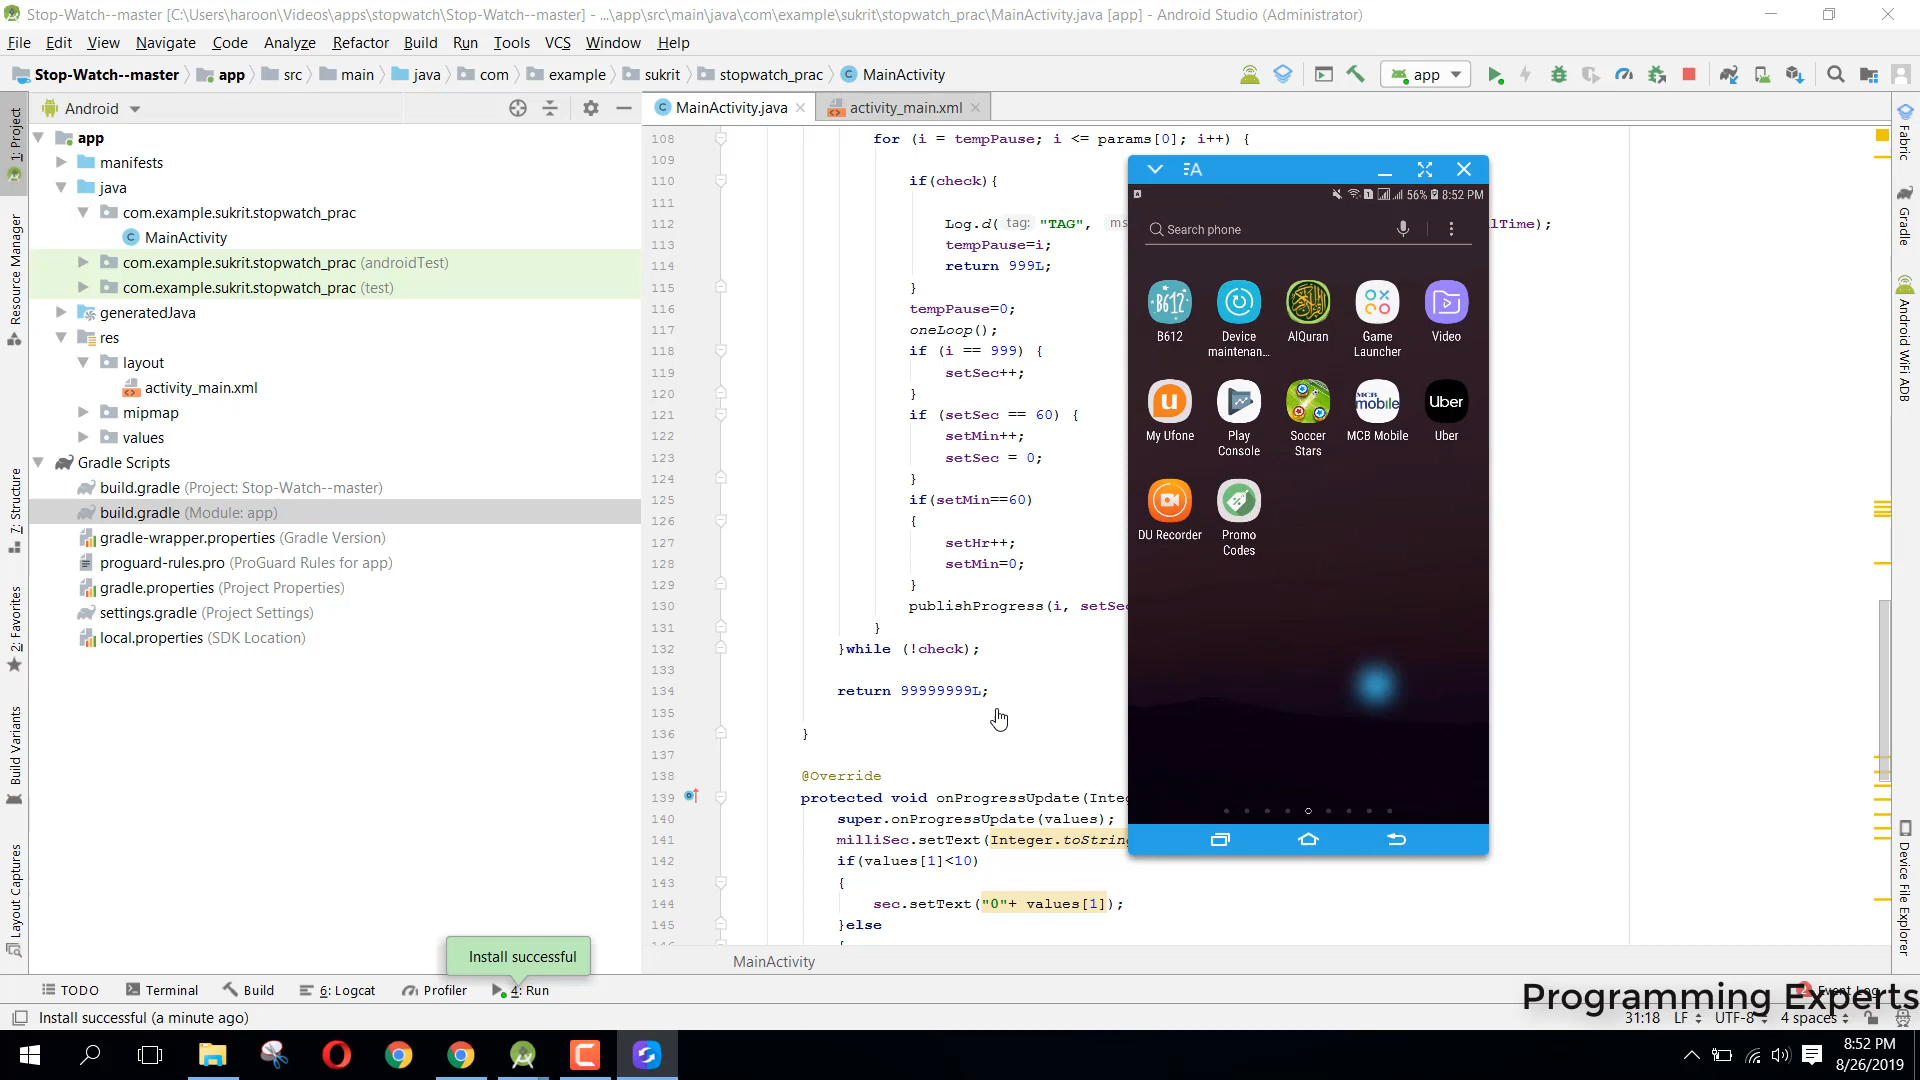 Stop-Watch--master [C:\Users\haroon\Videos\apps\stopwatch\Stop-Watch--master] - ...\app\src\main\java\com\example\sukrit\stopwatch_prac\MainActivity.java [app] - Android Studio (Administrator)
File Edit View Navigate Code Analyze Refactor Build Run Tools VCS Window Help
Stop-Watch--master app src main java com example sukrit stopwatch_prac MainActivity
app
Android
MainActivity.java
activity_main.xml
1: Project
Resource Manager
7: Structure
2: Favorites
Build Variants
Layout Captures
app
manifests
java
com.example.sukrit.stopwatch_prac
MainActivity
com.example.sukrit.stopwatch_prac (androidTest)
com.example.sukrit.stopwatch_prac (test)
generatedJava
res
layout
activity_main.xml
mipmap
values
Gradle Scripts
build.gradle (Project: Stop-Watch--master)
build.gradle (Module: app)
gradle-wrapper.properties (Gradle Version)
proguard-rules.pro (ProGuard Rules for app)
gradle.properties (Project Properties)
settings.gradle (Project Settings)
local.properties (SDK Location)
108 for (i = tempPause; i <= params[0]; i++) {
109
110 if(check){
111
112 Log.d( tag: "TAG", ms lTime);
113 tempPause=i;
114 return 999L;
115 }
116 tempPause=0;
117 oneLoop();
118 if (i == 999) {
119 setSec++;
120 }
121 if (setSec == 60) {
122 setMin++;
123 setSec = 0;
124 }
125 if(setMin==60)
126 {
127 setHr++;
128 setMin=0;
129 }
130 publishProgress(i, setSec
131 }
132 }while (!check);
133
134 return 99999999L;
135
136 }
137
138 @Override
139 protected void onProgressUpdate(Integ
140 super.onProgressUpdate(values);
141 milliSec.setText(Integer.toString
142 if(values[1]<10)
143 {
144 sec.setText("0"+ values[1]);
145 }else
{
MainActivity
A
56% 8:52 PM
Search phone
B612
B612
Device maintenan...
AlQuran
Game Launcher
Video
u
My Ufone
Play Console
Soccer Stars
MCB mobile
MCB Mobile
Uber
Uber
DU Recorder
Promo Codes
Fabric
Gradle
Android WiFi ADB
Device File Explorer
Install successful
TODO Terminal Build 6: Logcat Profiler 4: Run
Event Log
Programming Experts
Install successful (a minute ago)
31:18 LF UTF-8 4 spaces
8:52 PM
8/26/2019